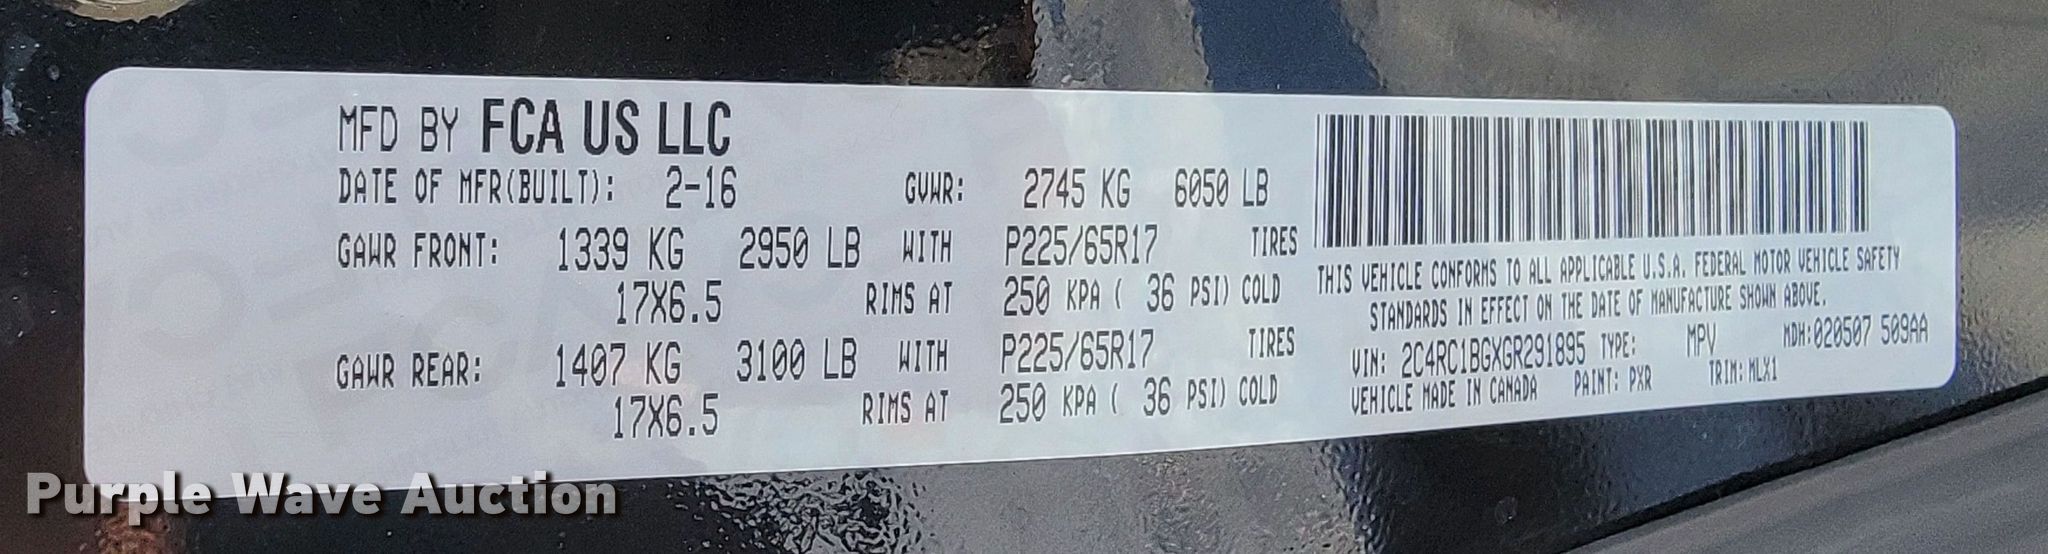 MFD BY FCA US LLC
DATE OF MFR(BUILT): 2-16 GVWR: 2745 KG 6050 LB
GAWR FRONT: 1339 KG 2950 LB WITH P225/65R17 TIRES
17X6.5 RIMS AT 250 KPA ( 36 PSI) COLD
GAWR REAR: 1407 KG 3100 LB WITH P225/65R17 TIRES
17X6.5 RIMS AT 250 KPA ( 36 PSI) COLD
THIS VEHICLE CONFORMS TO ALL APPLICABLE U.S.A. FEDERAL MOTOR VEHICLE SAFETY
STANDARDS IN EFFECT ON THE DATE OF MANUFACTURE SHOWN ABOVE.
VIN: 2C4RC1BGXGR291895 TYPE: MPV MDH:020507 509AA
VEHICLE MADE IN CANADA PAINT: PXR TRIM:MLX1
Purple Wave Auction